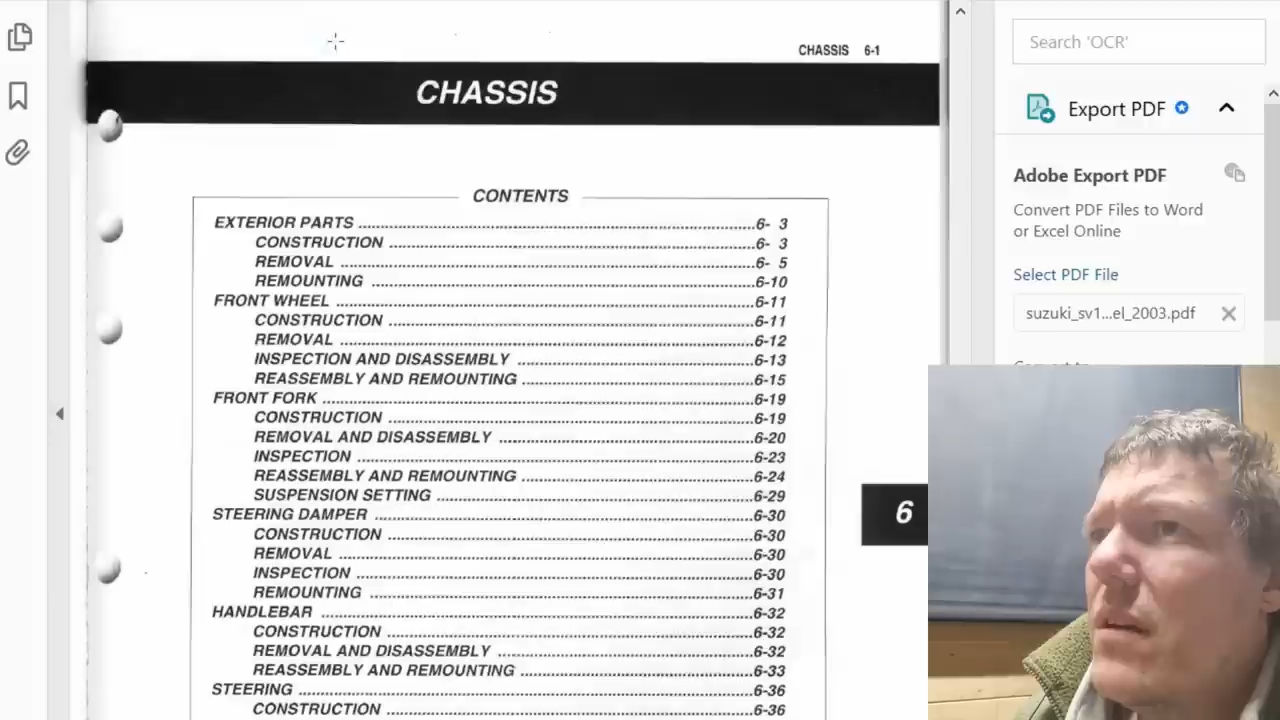 CHASSIS 6-1
CHASSIS
CONTENTS
EXTERIOR PARTS ........ 6- 3
CONSTRUCTION ........ 6- 3
REMOVAL ........ 6- 5
REMOUNTING ........ 6-10
FRONT WHEEL ........ 6-11
CONSTRUCTION ........ 6-11
REMOVAL ........ 6-12
INSPECTION AND DISASSEMBLY ........ 6-13
REASSEMBLY AND REMOUNTING ........ 6-15
FRONT FORK ........ 6-19
CONSTRUCTION ........ 6-19
REMOVAL AND DISASSEMBLY ........ 6-20
INSPECTION ........ 6-23
REASSEMBLY AND REMOUNTING ........ 6-24
SUSPENSION SETTING ........ 6-29
STEERING DAMPER ........ 6-30
CONSTRUCTION ........ 6-30
REMOVAL ........ 6-30
INSPECTION ........ 6-30
REMOUNTING ........ 6-31
HANDLEBAR ........ 6-32
CONSTRUCTION ........ 6-32
REMOVAL AND DISASSEMBLY ........ 6-32
REASSEMBLY AND REMOUNTING ........ 6-33
STEERING ........ 6-36
CONSTRUCTION ........ 6-36
6
Search 'OCR'
Export PDF
Adobe Export PDF
Convert PDF Files to Word
or Excel Online
Select PDF File
suzuki_sv1...el_2003.pdf